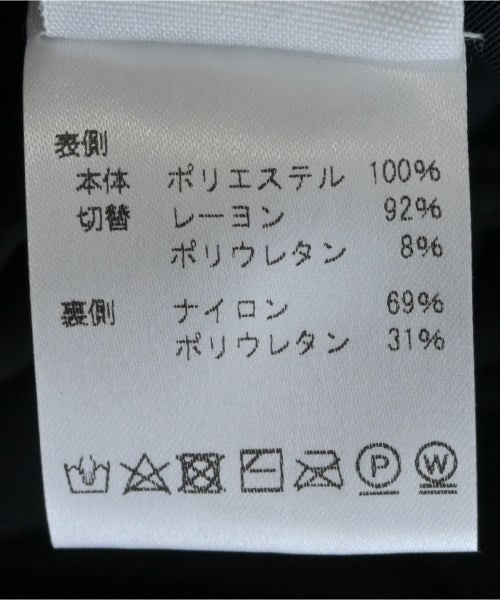 表側
本体 ポリエステル 100%
切替 レーヨン 92%
ポリウレタン 8%
裏側 ナイロン 69%
ポリウレタン 31%
P W